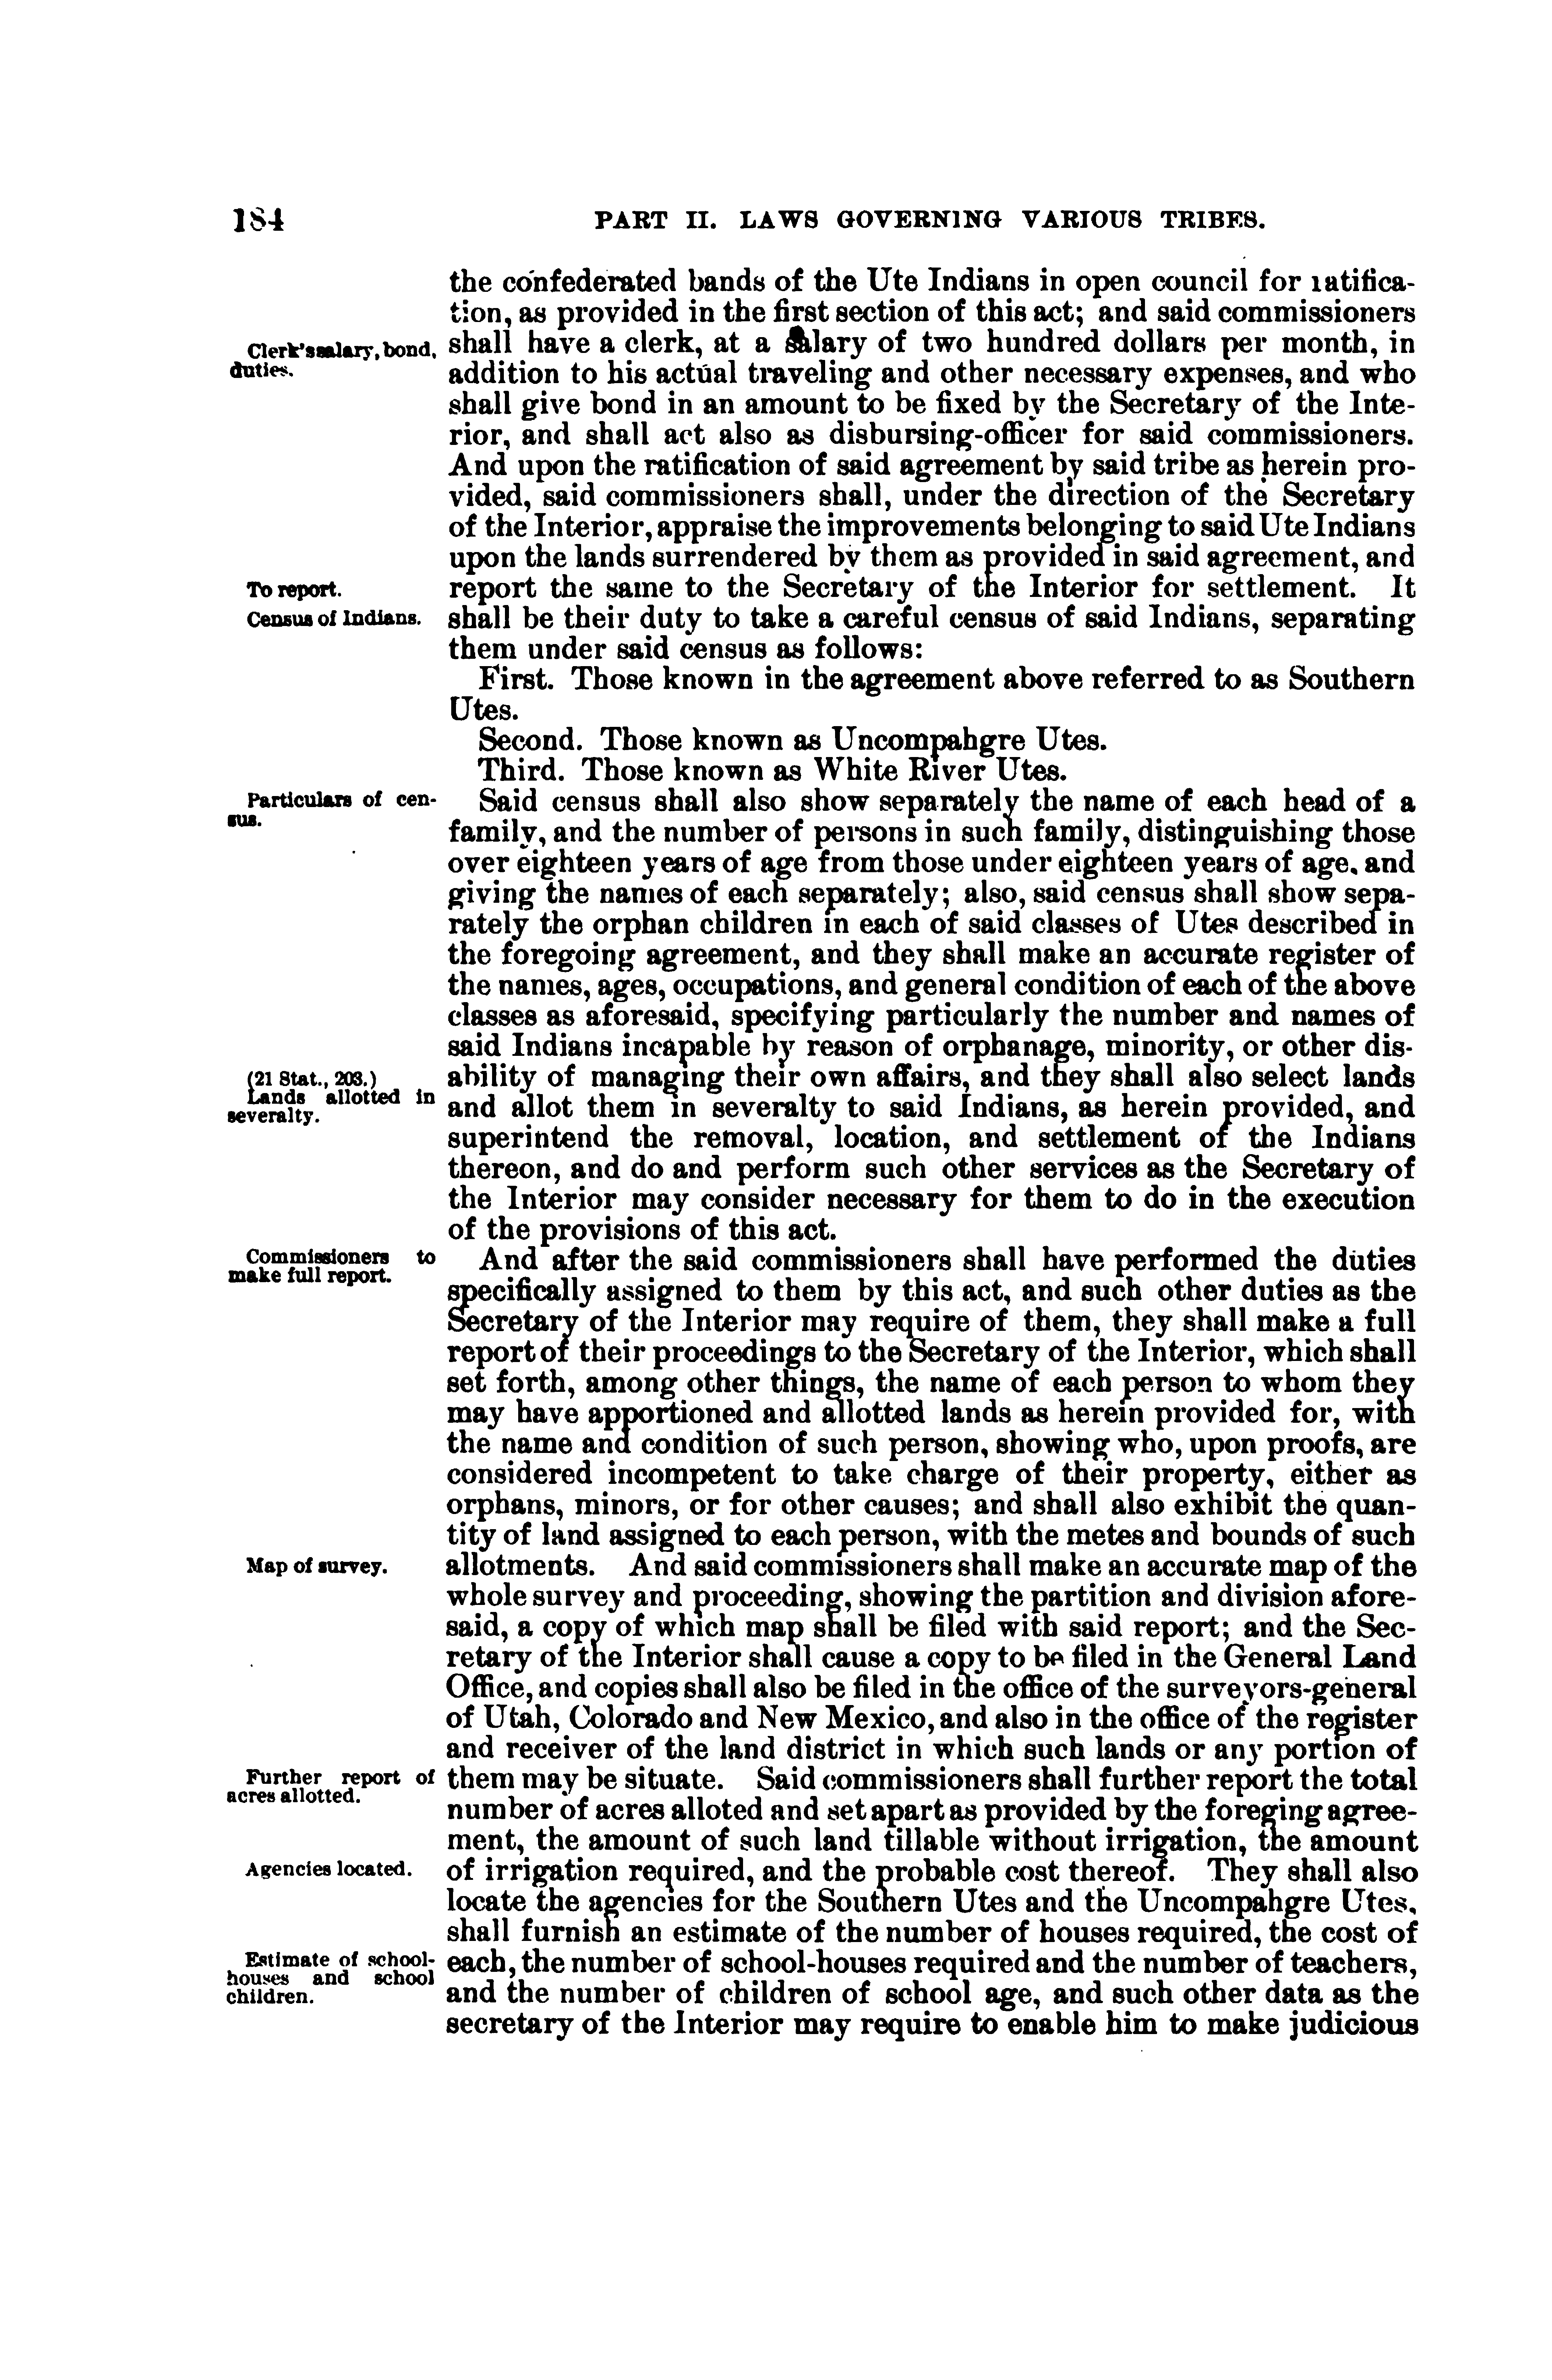 184 PART II. LAWS GOVERNING VARIOUS TRIBES.
the confederated bands of the Ute Indians in open council for ratifica-
tion, as provided in the first section of this act; and said commissioners
Clerk's salary, bond, duties.
shall have a clerk, at a salary of two hundred dollars per month, in
addition to his actual traveling and other necessary expenses, and who
shall give bond in an amount to be fixed by the Secretary of the Inte-
rior, and shall act also as disbursing-officer for said commissioners.
And upon the ratification of said agreement by said tribe as herein pro-
vided, said commissioners shall, under the direction of the Secretary
of the Interior, appraise the improvements belonging to said Ute Indians
upon the lands surrendered by them as provided in said agreement, and
To report.
report the same to the Secretary of the Interior for settlement. It
Census of Indians.
shall be their duty to take a careful census of said Indians, separating
them under said census as follows:
First. Those known in the agreement above referred to as Southern
Utes.
Second. Those known as Uncompahgre Utes.
Third. Those known as White River Utes.
Particulars of cen-
sus.
Said census shall also show separately the name of each head of a
family, and the number of persons in such family, distinguishing those
over eighteen years of age from those under eighteen years of age, and
giving the names of each separately; also, said census shall show sepa-
rately the orphan children in each of said classes of Utes described in
the foregoing agreement, and they shall make an accurate register of
the names, ages, occupations, and general condition of each of the above
classes as aforesaid, specifying particularly the number and names of
said Indians incapable by reason of orphanage, minority, or other dis-
(21 Stat., 203.)
Lands allotted in
severalty.
ability of managing their own affairs, and they shall also select lands
and allot them in severalty to said Indians, as herein provided, and
superintend the removal, location, and settlement of the Indians
thereon, and do and perform such other services as the Secretary of
the Interior may consider necessary for them to do in the execution
of the provisions of this act.
Commissioners to
make full report.
And after the said commissioners shall have performed the duties
specifically assigned to them by this act, and such other duties as the
Secretary of the Interior may require of them, they shall make a full
report of their proceedings to the Secretary of the Interior, which shall
set forth, among other things, the name of each person to whom they
may have apportioned and allotted lands as herein provided for, with
the name and condition of such person, showing who, upon proofs, are
considered incompetent to take charge of their property, either as
orphans, minors, or for other causes; and shall also exhibit the quan-
tity of land assigned to each person, with the metes and bounds of such
Map of survey.
allotments. And said commissioners shall make an accurate map of the
whole survey and proceeding, showing the partition and division afore-
said, a copy of which map shall be filed with said report; and the Sec-
retary of the Interior shall cause a copy to be filed in the General Land
Office, and copies shall also be filed in the office of the surveyors-general
of Utah, Colorado and New Mexico, and also in the office of the register
and receiver of the land district in which such lands or any portion of
Further report of
acres allotted.
them may be situate. Said commissioners shall further report the total
number of acres alloted and set apart as provided by the foreging agree-
ment, the amount of such land tillable without irrigation, the amount
Agencies located.
of irrigation required, and the probable cost thereof. They shall also
locate the agencies for the Southern Utes and the Uncompahgre Utes,
shall furnish an estimate of the number of houses required, the cost of
Estimate of school-
houses and school
children.
each, the number of school-houses required and the number of teachers,
and the number of children of school age, and such other data as the
secretary of the Interior may require to enable him to make judicious